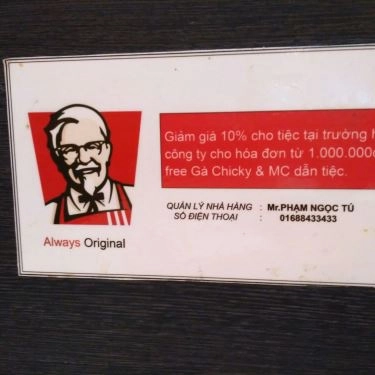 Giảm giá 10% cho tiệc tại trường
công ty cho hóa đơn từ 1.000.000
free Gà Chicky & MC dẫn tiệc.
QUẢN LÝ NHÀ HÀNG : Mr.PHẠM NGỌC TÚ
SỐ ĐIỆN THOẠI : 01688433433
Always Original